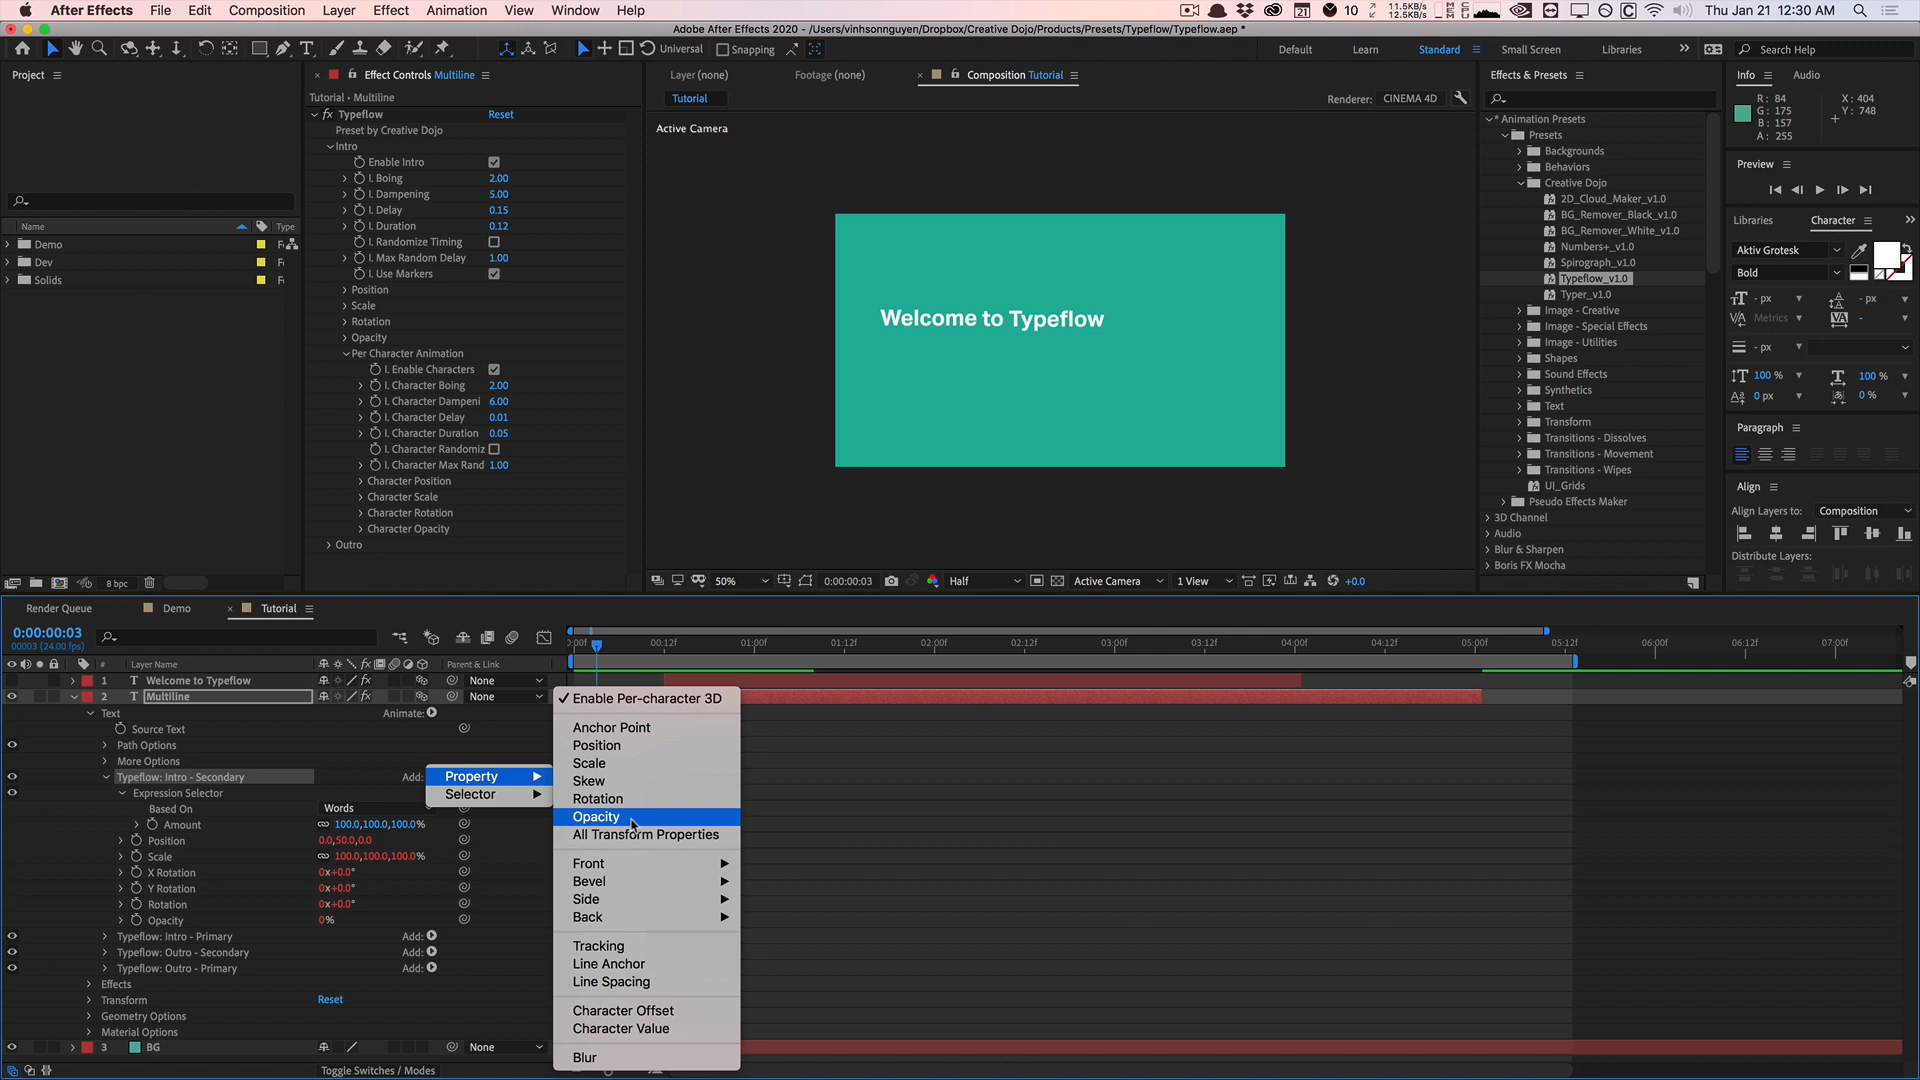 After Effects File Edit Composition Layer Effect Animation View Window Help 21 10 11.5KB/s 12.5KB/s Thu Jan 21 12:30 AM
Adobe After Effects 2020 - /Users/vinhsonnguyen/Dropbox/Creative Dojo/Products/Presets/Typeflow/Typeflow.aep *
Universal Snapping Default Learn Standard Small Screen Libraries Search Help
Project
Name Type
Demo
Dev
Solids
8 bpc
Effect Controls Multiline
Tutorial • Multiline
fx Typeflow Reset
Preset by Creative Dojo
Intro
Enable Intro
I. Boing 2.00
I. Dampening 5.00
I. Delay 0.15
I. Duration 0.12
I. Randomize Timing
I. Max Random Delay 1.00
I. Use Markers
Position
Scale
Rotation
Opacity
Per Character Animation
I. Enable Characters
I. Character Boing 2.00
I. Character Dampeni 6.00
I. Character Delay 0.01
I. Character Duration 0.05
I. Character Randomiz
I. Character Max Rand 1.00
Character Position
Character Scale
Character Rotation
Character Opacity
Outro
Layer (none) Footage (none) Composition Tutorial
Tutorial Renderer: CINEMA 4D
Active Camera
Welcome to Typeflow
50% 0:00:00:03 Half Active Camera 1 View +0.0
Effects & Presets
* Animation Presets
Presets
Backgrounds
Behaviors
Creative Dojo
2D_Cloud_Maker_v1.0
BG_Remover_Black_v1.0
BG_Remover_White_v1.0
Numbers+_v1.0
Spirograph_v1.0
Typeflow_v1.0
Typer_v1.0
Image - Creative
Image - Special Effects
Image - Utilities
Shapes
Sound Effects
Synthetics
Text
Transform
Transitions - Dissolves
Transitions - Movement
Transitions - Wipes
UI_Grids
Pseudo Effects Maker
3D Channel
Audio
Blur & Sharpen
Boris FX Mocha
Info Audio
R: 84 X: 404
G: 175 Y: 748
B: 157
A: 255
Preview
Libraries Character
Aktiv Grotesk
Bold
- px - px
Metrics -
- px
100 % 100 %
0 px 0 %
Paragraph
Align
Align Layers to: Composition
Distribute Layers:
Render Queue Demo Tutorial
0:00:00:03
00003 (24.00 fps)
:00f 00:12f 01:00f 01:12f 02:00f 02:12f 03:00f 03:12f 04:00f 04:12f 05:00f 05:12f 06:00f 06:12f 07:00f
# Layer Name Parent & Link
1 T Welcome to Typeflow None
2 T Multiline None
Text Animate:
Source Text
Path Options
More Options
Typeflow: Intro - Secondary Add:
Expression Selector
Based On Words
Amount 100.0,100.0,100.0%
Position 0.0,50.0,0.0
Scale 100.0,100.0,100.0%
X Rotation 0x+0.0°
Y Rotation 0x+0.0°
Rotation 0x+0.0°
Opacity 0%
Typeflow: Intro - Primary Add:
Typeflow: Outro - Secondary Add:
Typeflow: Outro - Primary Add:
Effects
Transform Reset
Geometry Options
Material Options
3 BG None
Toggle Switches / Modes
Property
Selector
✓ Enable Per-character 3D
Anchor Point
Position
Scale
Skew
Rotation
Opacity
All Transform Properties
Front
Bevel
Side
Back
Tracking
Line Anchor
Line Spacing
Character Offset
Character Value
Blur